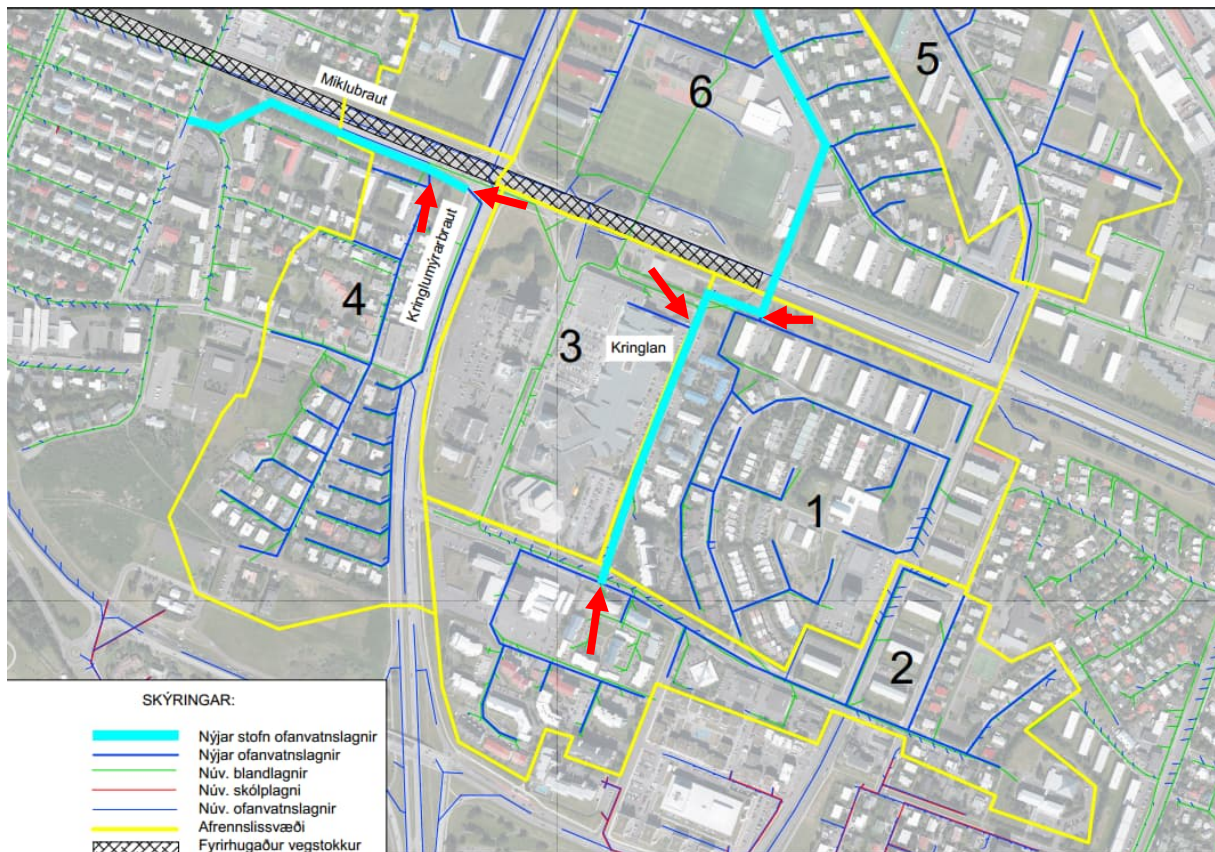 Miklubraut
Kringlumýrarbraut
Kringlan
1
2
3
4
5
6
SKÝRINGAR:
Nýjar stofn ofanvatnslagnir
Nýjar ofanvatnslagnir
Núv. blandlagnir
Núv. skólplagni
Núv. ofanvatnslagnir
Afrennslissvæði
Fyrirhugaður vegstokkur